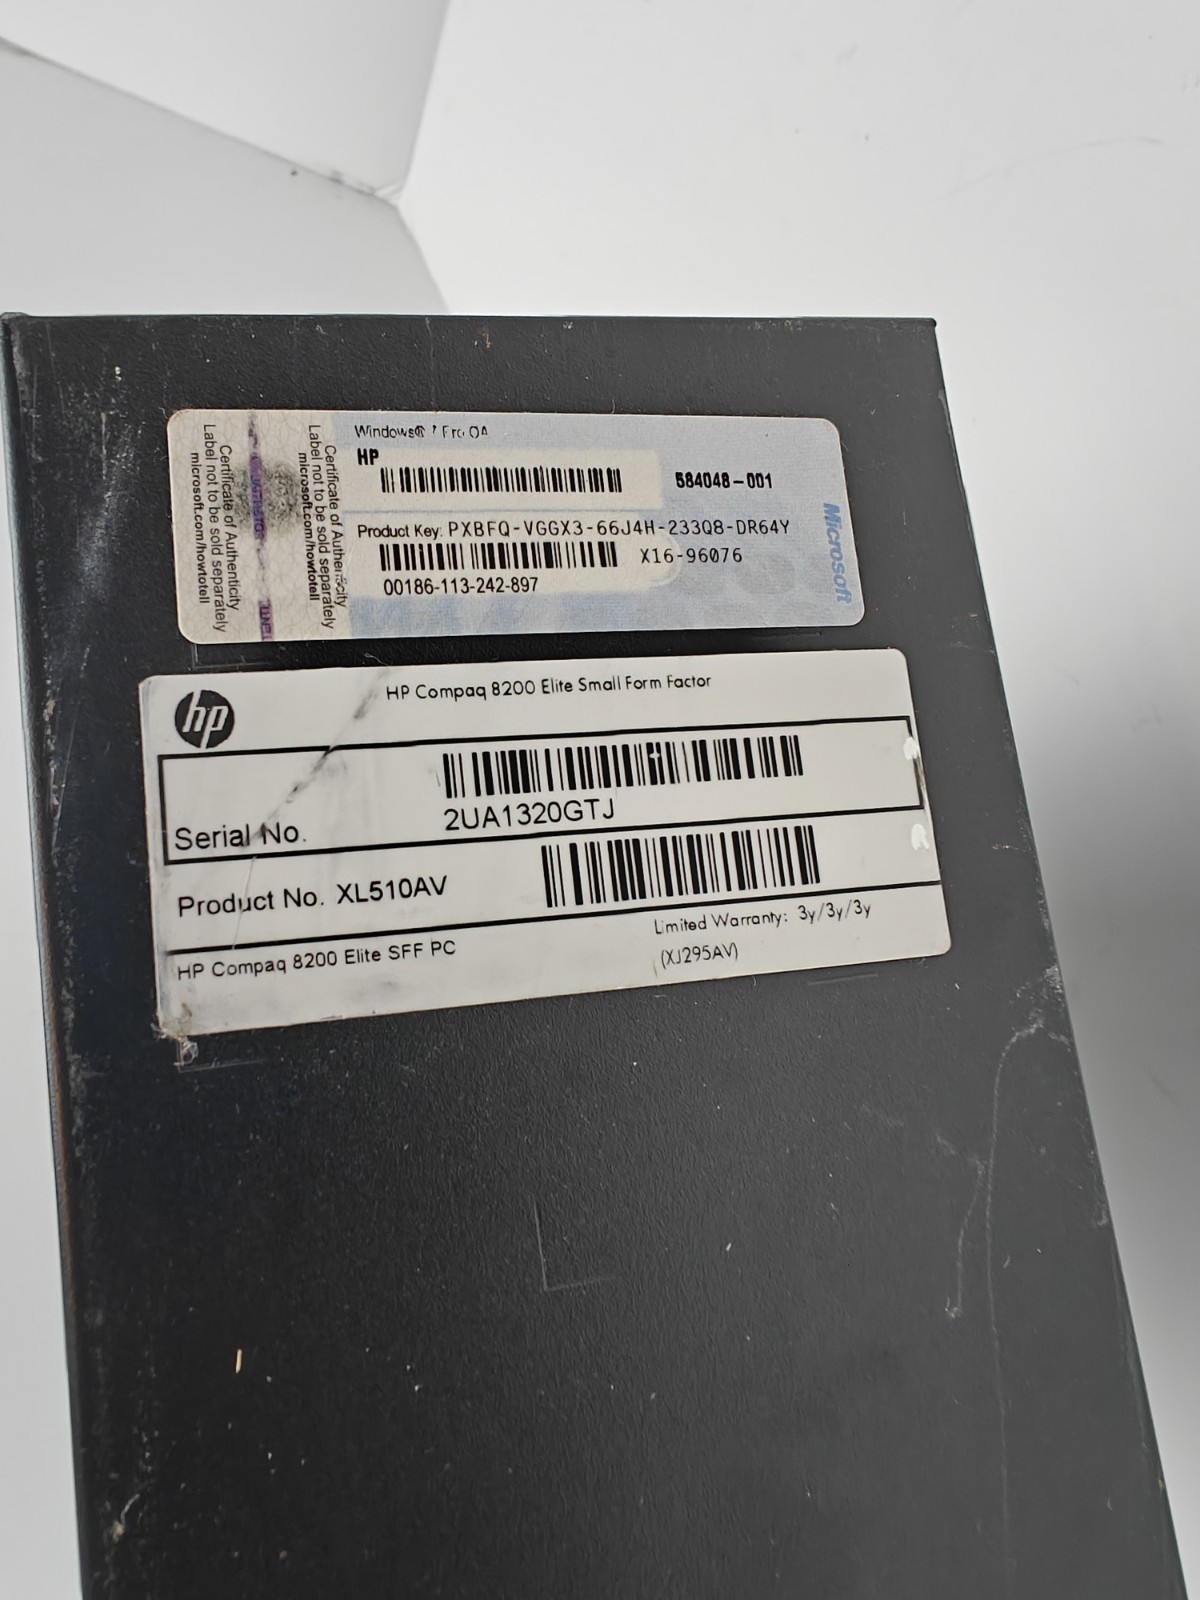 Certificate of Authenticity
Label not to be sold separately
microsoft.com/howtotell
Certificate of Authenticity
Label not to be sold separately
microsoft.com/howtotell
Windows® 7 Pro OA
HP
584048-001
Product Key: PXBFQ-VGGX3-66J4H-233Q8-DR64Y
X16-96076
00186-113-242-897
Microsoft
hp
HP Compaq 8200 Elite Small Form Factor
Serial No. 2UA1320GTJ
Product No. XL510AV
HP Compaq 8200 Elite SFF PC
Limited Warranty: 3y/3y/3y
(XJ295AV)